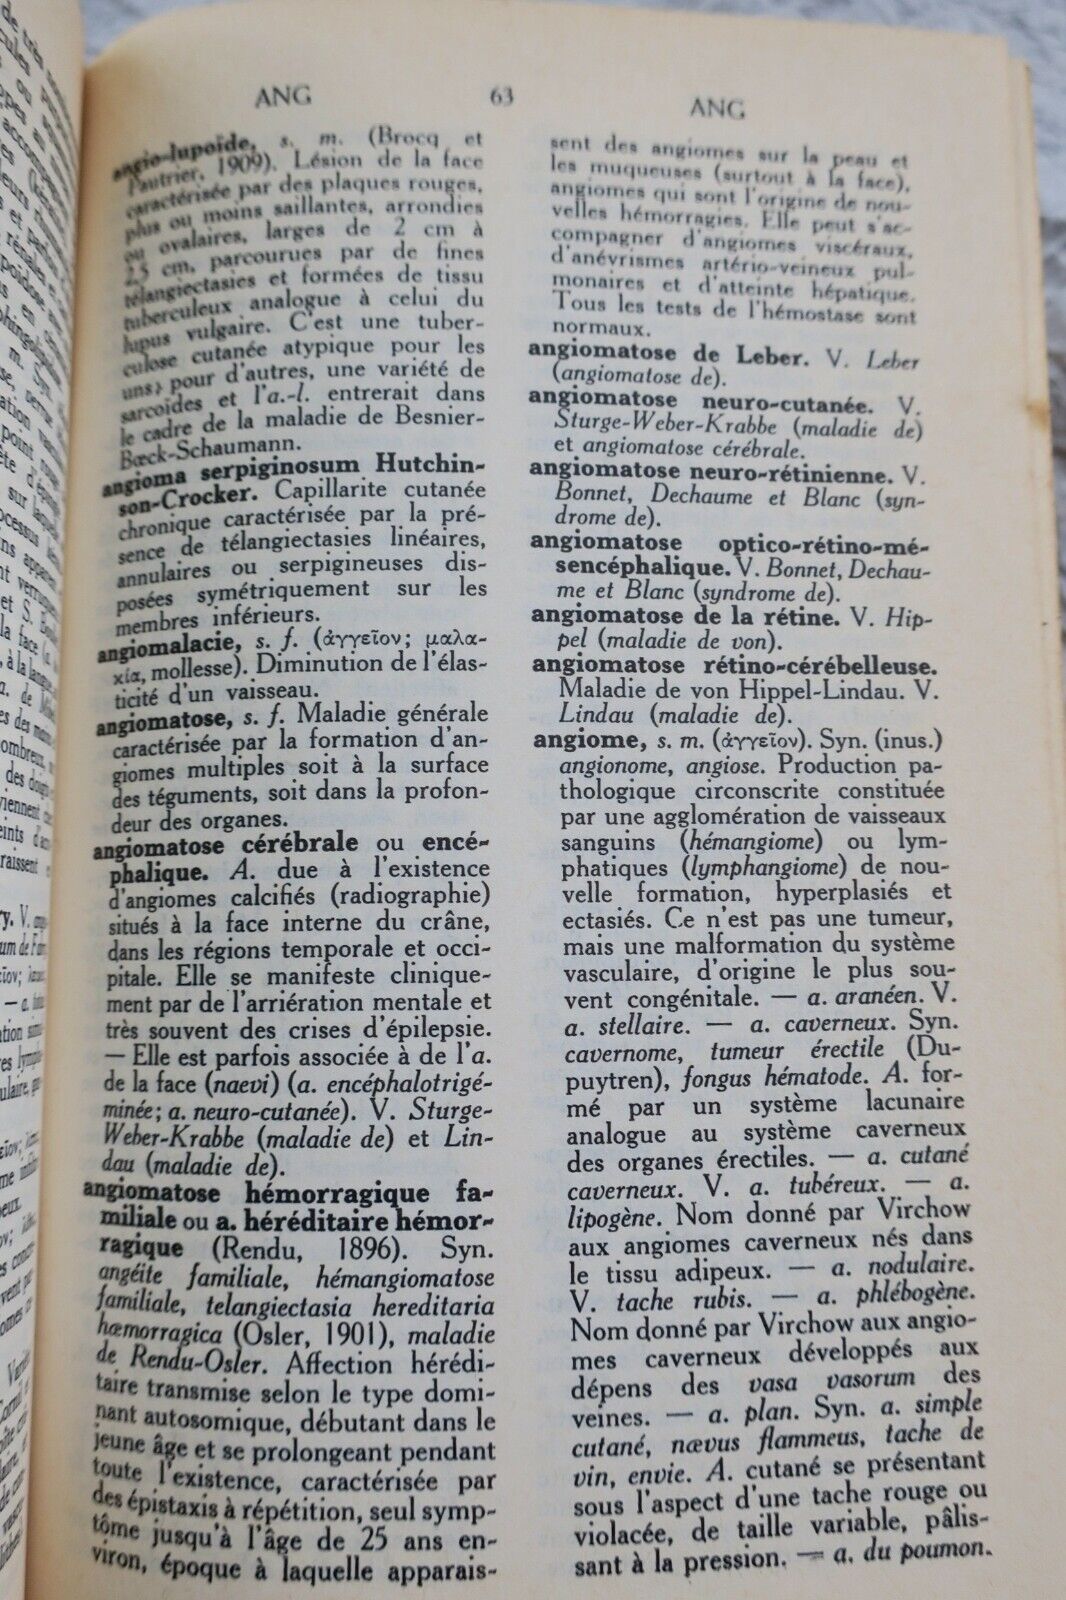 ANG
63
ANG
angio-lupoïde, s. m. (Brocq et
Pautrier, 1909). Lésion de la face
caractérisée par des plaques rouges,
plus ou moins saillantes, arrondies
ou ovalaires, larges de 2 cm à
2,5 cm, parcourues par de fines
télangiectasies et formées de tissu
tuberculeux analogue à celui du
lupus vulgaire. C'est une tuber-
culose cutanée atypique pour les
uns; pour d'autres, une variété de
sarcoïdes et l'a.-l. entrerait dans
le cadre de la maladie de Besnier-
Bœck-Schaumann.
angioma serpiginosum Hutchin-
son-Crocker. Capillarite cutanée
chronique caractérisée par la pré-
sence de télangiectasies linéaires,
annulaires ou serpigineuses dis-
posées symétriquement sur les
membres inférieurs.
angiomalacie, s. f. (ἀγγεῖον; μαλα-
κία, mollesse). Diminution de l'élas-
ticité d'un vaisseau.
angiomatose, s. f. Maladie générale
caractérisée par la formation d'an-
giomes multiples soit à la surface
des téguments, soit dans la profon-
deur des organes.
angiomatose cérébrale ou encé-
phalique. A. due à l'existence
d'angiomes calcifiés (radiographie)
situés à la face interne du crâne,
dans les régions temporale et occi-
pitale. Elle se manifeste clinique-
ment par de l'arriération mentale et
très souvent des crises d'épilepsie.
— Elle est parfois associée à de l'a.
de la face (naevi) (a. encéphalotrigé-
minée; a. neuro-cutanée). V. Sturge-
Weber-Krabbe (maladie de) et Lin-
dau (maladie de).
angiomatose hémorragique fa-
miliale ou a. héréditaire hémor-
ragique (Rendu, 1896). Syn.
angéite familiale, hémangiomatose
familiale, telangiectasia hereditaria
hæmorragica (Osler, 1901), maladie
de Rendu-Osler. Affection hérédi-
taire transmise selon le type domi-
nant autosomique, débutant dans le
jeune âge et se prolongeant pendant
toute l'existence, caractérisée par
des épistaxis à répétition, seul symp-
tôme jusqu'à l'âge de 25 ans en-
viron, époque à laquelle apparais-
sent des angiomes sur la peau et
les muqueuses (surtout à la face),
angiomes qui sont l'origine de nou-
velles hémorragies. Elle peut s'ac-
compagner d'angiomes viscéraux,
d'anévrismes artério-veineux pul-
monaires et d'atteinte hépatique.
Tous les tests de l'hémostase sont
normaux.
angiomatose de Leber. V. Leber
(angiomatose de).
angiomatose neuro-cutanée. V.
Sturge-Weber-Krabbe (maladie de)
et angiomatose cérébrale.
angiomatose neuro-rétinienne. V.
Bonnet, Dechaume et Blanc (syn-
drome de).
angiomatose optico-rétino-mé-
sencéphalique. V. Bonnet, Dechau-
me et Blanc (syndrome de).
angiomatose de la rétine. V. Hip-
pel (maladie de von).
angiomatose rétino-cérébelleuse.
Maladie de von Hippel-Lindau. V.
Lindau (maladie de).
angiome, s. m. (ἀγγεῖον). Syn. (inus.)
angionome, angiose. Production pa-
thologique circonscrite constituée
par une agglomération de vaisseaux
sanguins (hémangiome) ou lym-
phatiques (lymphangiome) de nou-
velle formation, hyperplasiés et
ectasiés. Ce n'est pas une tumeur,
mais une malformation du système
vasculaire, d'origine le plus sou-
vent congénitale. — a. aranéen. V.
a. stellaire. — a. caverneux. Syn.
cavernome, tumeur érectile (Du-
puytren), fongus hématode. A. for-
mé par un système lacunaire
analogue au système caverneux
des organes érectiles. — a. cutané
caverneux. V. a. tubéreux. — a.
lipogène. Nom donné par Virchow
aux angiomes caverneux nés dans
le tissu adipeux. — a. nodulaire.
V. tache rubis. — a. phlébogène.
Nom donné par Virchow aux angio-
mes caverneux développés aux
dépens des vasa vasorum des
veines. — a. plan. Syn. a. simple
cutané, nævus flammeus, tache de
vin, envie. A. cutané se présentant
sous l'aspect d'une tache rouge ou
violacée, de taille variable, pâlis-
sant à la pression. — a. du poumon.